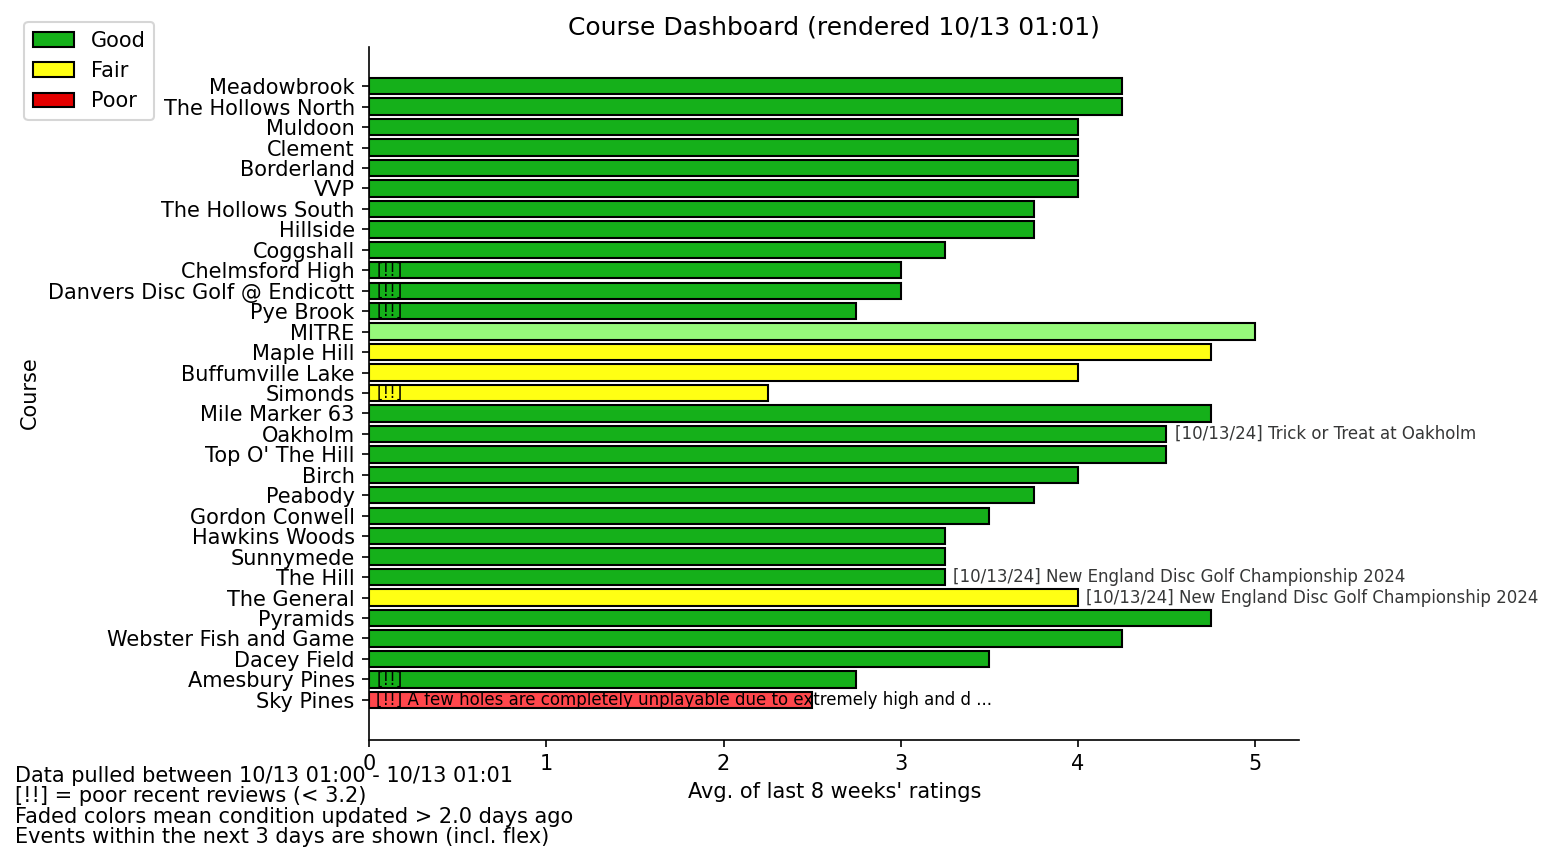 Course Dashboard (rendered 10/13 01:01)
Good
Fair
Poor
Meadowbrook
The Hollows North
Muldoon
Clement
Borderland
VVP
The Hollows South
Hillside
Coggshall
Chelmsford High [!!]
Danvers Disc Golf @ Endicott [!!]
Pye Brook [!!]
MITRE
Maple Hill
Buffumville Lake
Simonds [!!]
Mile Marker 63
Oakholm [10/13/24] Trick or Treat at Oakholm
Top O' The Hill
Birch
Peabody
Gordon Conwell
Hawkins Woods
Sunnymede
The Hill [10/13/24] New England Disc Golf Championship 2024
The General [10/13/24] New England Disc Golf Championship 2024
Pyramids
Webster Fish and Game
Dacey Field
Amesbury Pines [!!]
Sky Pines [!!] A few holes are completely unplayable due to extremely high and d ...
Course
0 1 2 3 4 5
Avg. of last 8 weeks' ratings
Data pulled between 10/13 01:00 - 10/13 01:01
[!!] = poor recent reviews (< 3.2)
Faded colors mean condition updated > 2.0 days ago
Events within the next 3 days are shown (incl. flex)